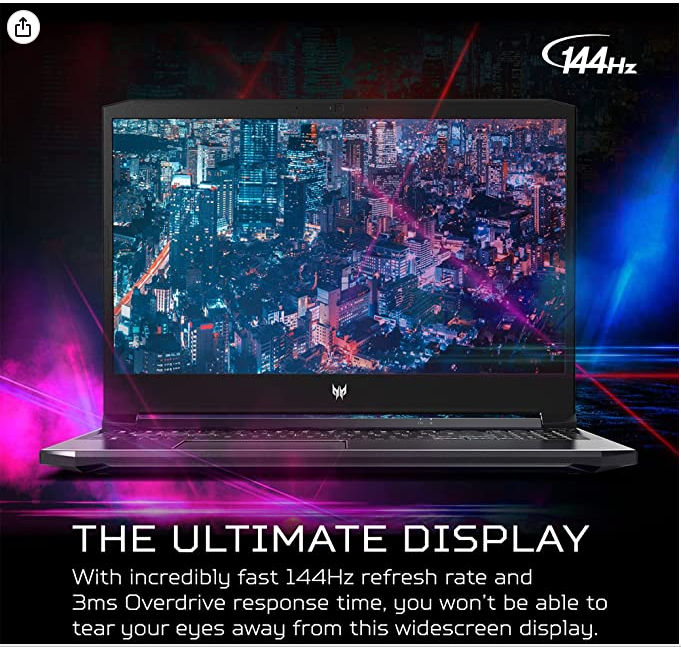 144Hz
THE ULTIMATE DISPLAY
With incredibly fast 144Hz refresh rate and
3ms Overdrive response time, you won't be able to
tear your eyes away from this widescreen display.